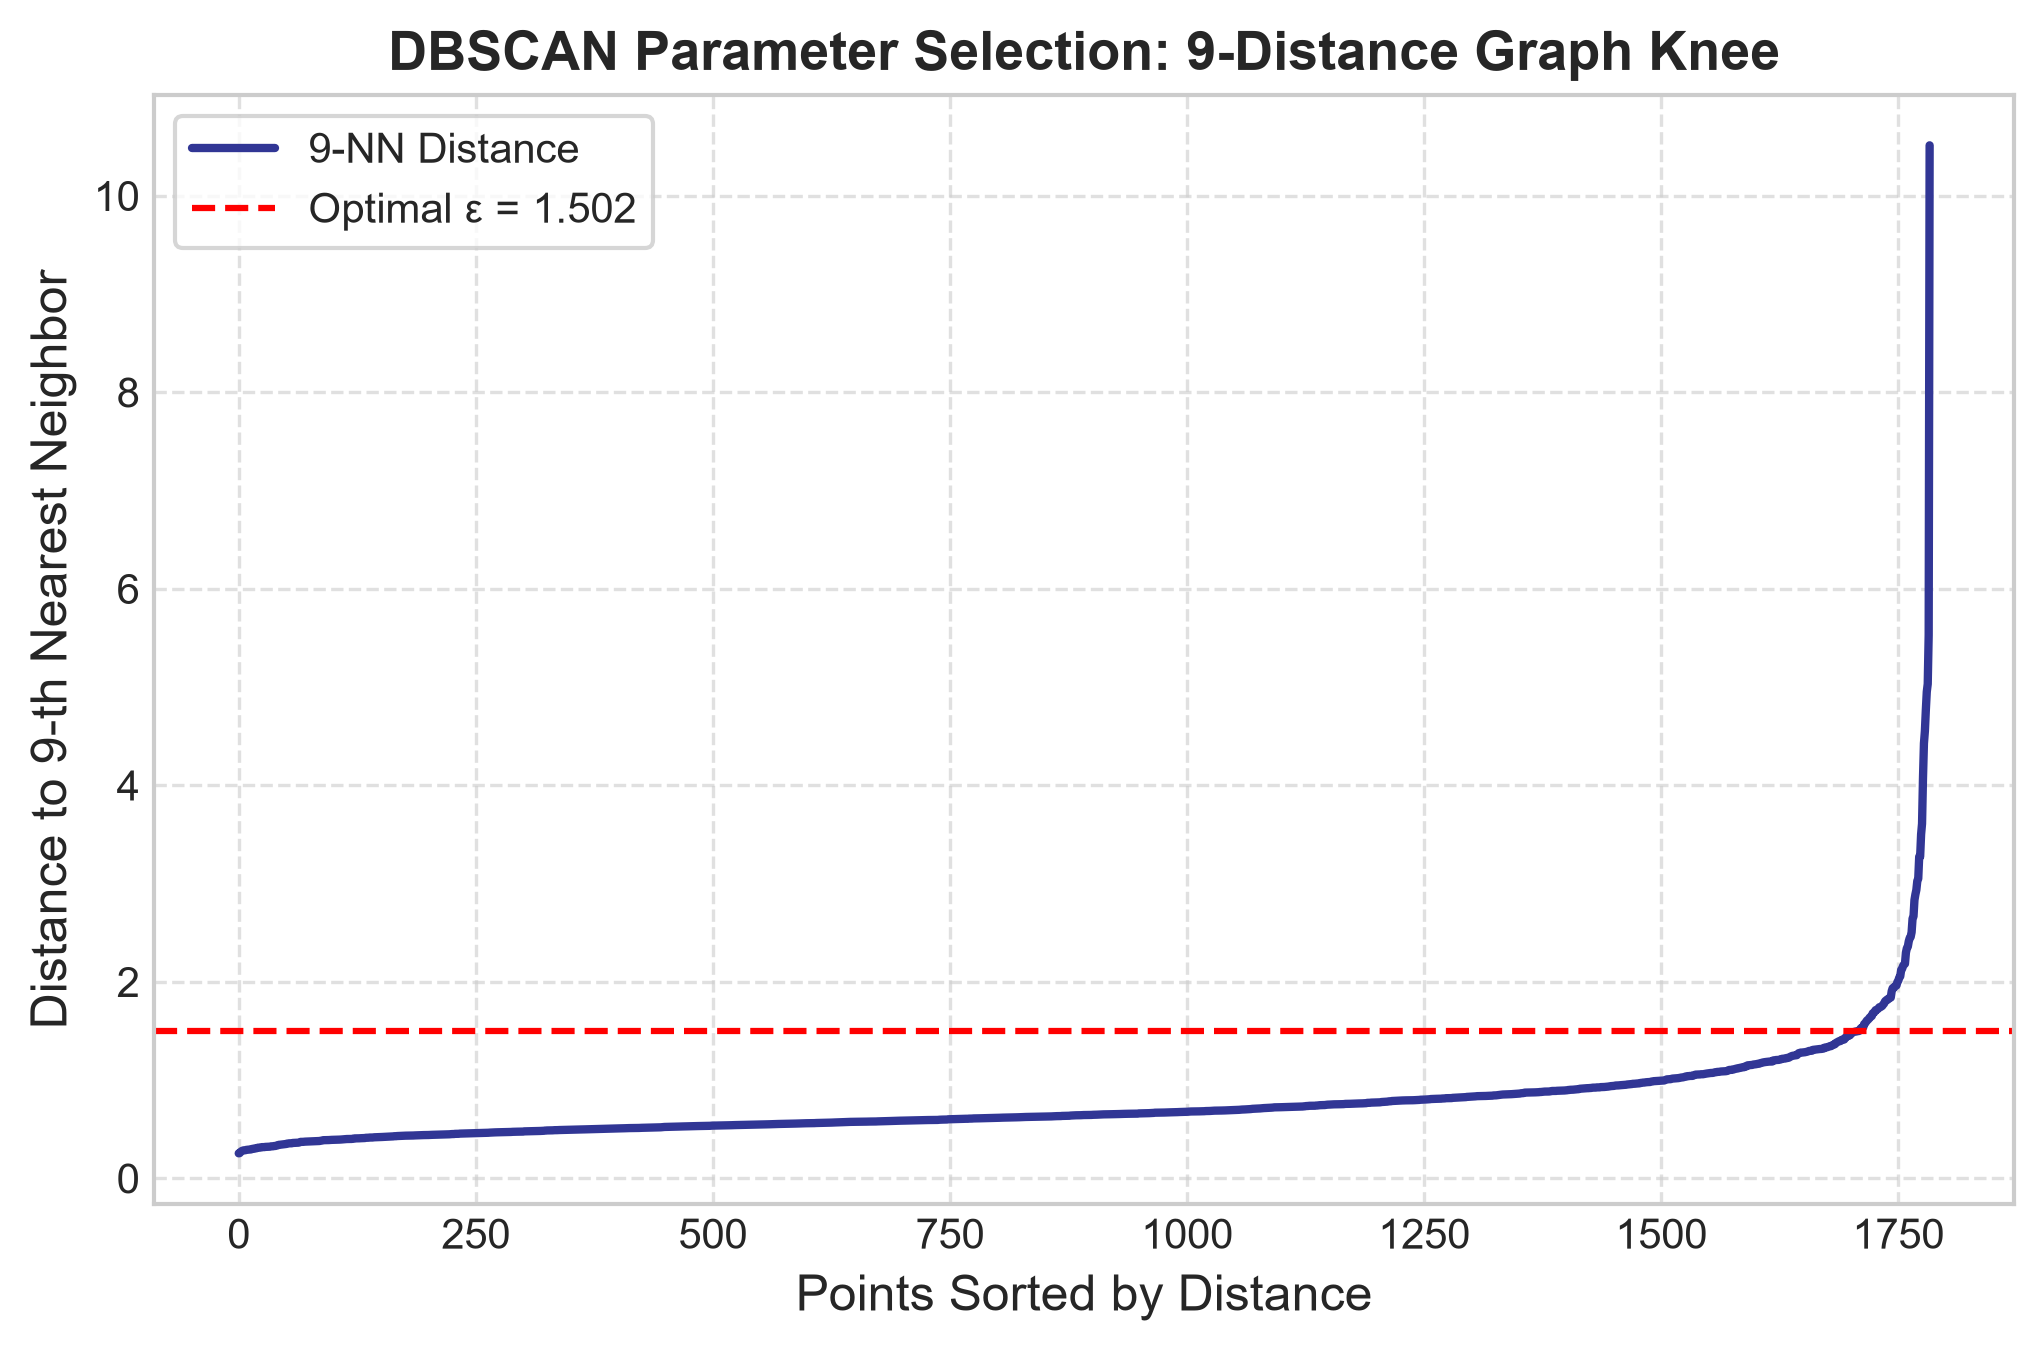 DBSCAN Parameter Selection: 9-Distance Graph Knee
9-NN Distance
Optimal ε = 1.502
Distance to 9-th Nearest Neighbor
10
8
6
4
2
0
0 250 500 750 1000 1250 1500 1750
Points Sorted by Distance